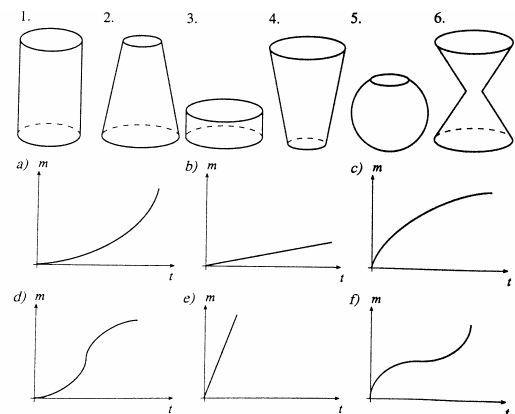 1. 2. 3. 4. 5. 6.
a) m b) m c) m
t t t
d) m e) m f) m
t t t